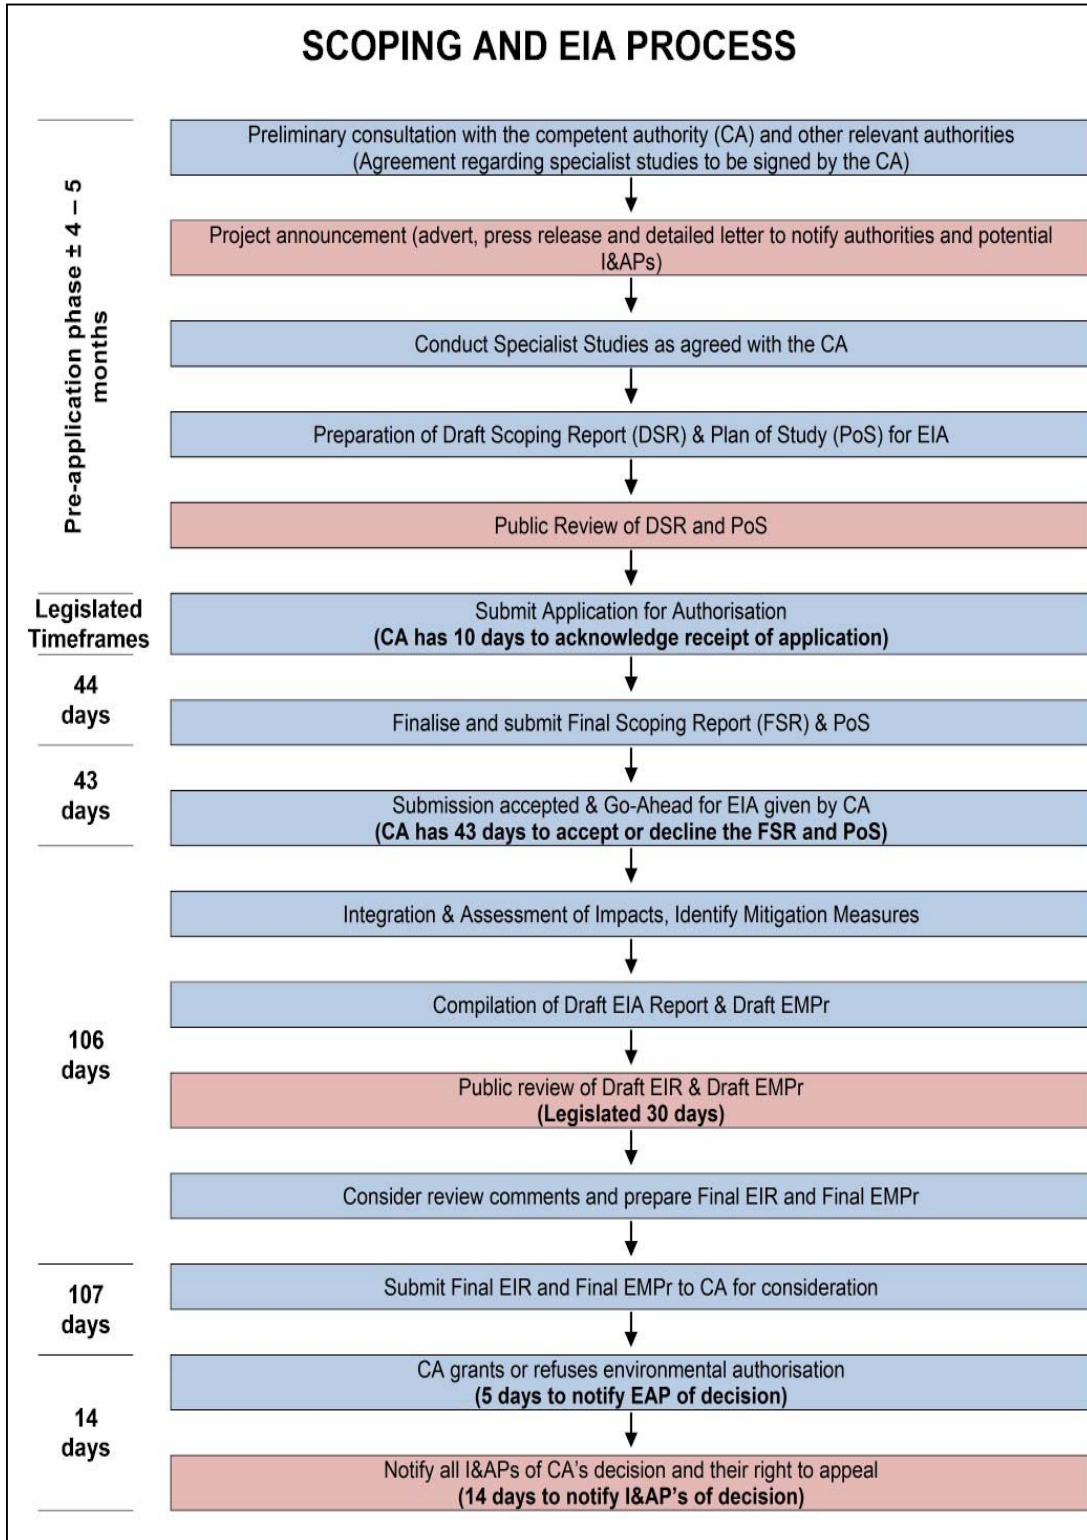 SCOPING AND EIA PROCESS
Pre-application phase ± 4 – 5
months
Preliminary consultation with the competent authority (CA) and other relevant authorities
(Agreement regarding specialist studies to be signed by the CA)
Project announcement (advert, press release and detailed letter to notify authorities and potential
I&APs)
Conduct Specialist Studies as agreed with the CA
Preparation of Draft Scoping Report (DSR) & Plan of Study (PoS) for EIA
Public Review of DSR and PoS
Legislated
Timeframes
Submit Application for Authorisation
(CA has 10 days to acknowledge receipt of application)
44
days
Finalise and submit Final Scoping Report (FSR) & PoS
43
days
Submission accepted & Go-Ahead for EIA given by CA
(CA has 43 days to accept or decline the FSR and PoS)
106
days
Integration & Assessment of Impacts, Identify Mitigation Measures
Compilation of Draft EIA Report & Draft EMPr
Public review of Draft EIR & Draft EMPr
(Legislated 30 days)
Consider review comments and prepare Final EIR and Final EMPr
107
days
Submit Final EIR and Final EMPr to CA for consideration
14
days
CA grants or refuses environmental authorisation
(5 days to notify EAP of decision)
Notify all I&APs of CA's decision and their right to appeal
(14 days to notify I&AP's of decision)